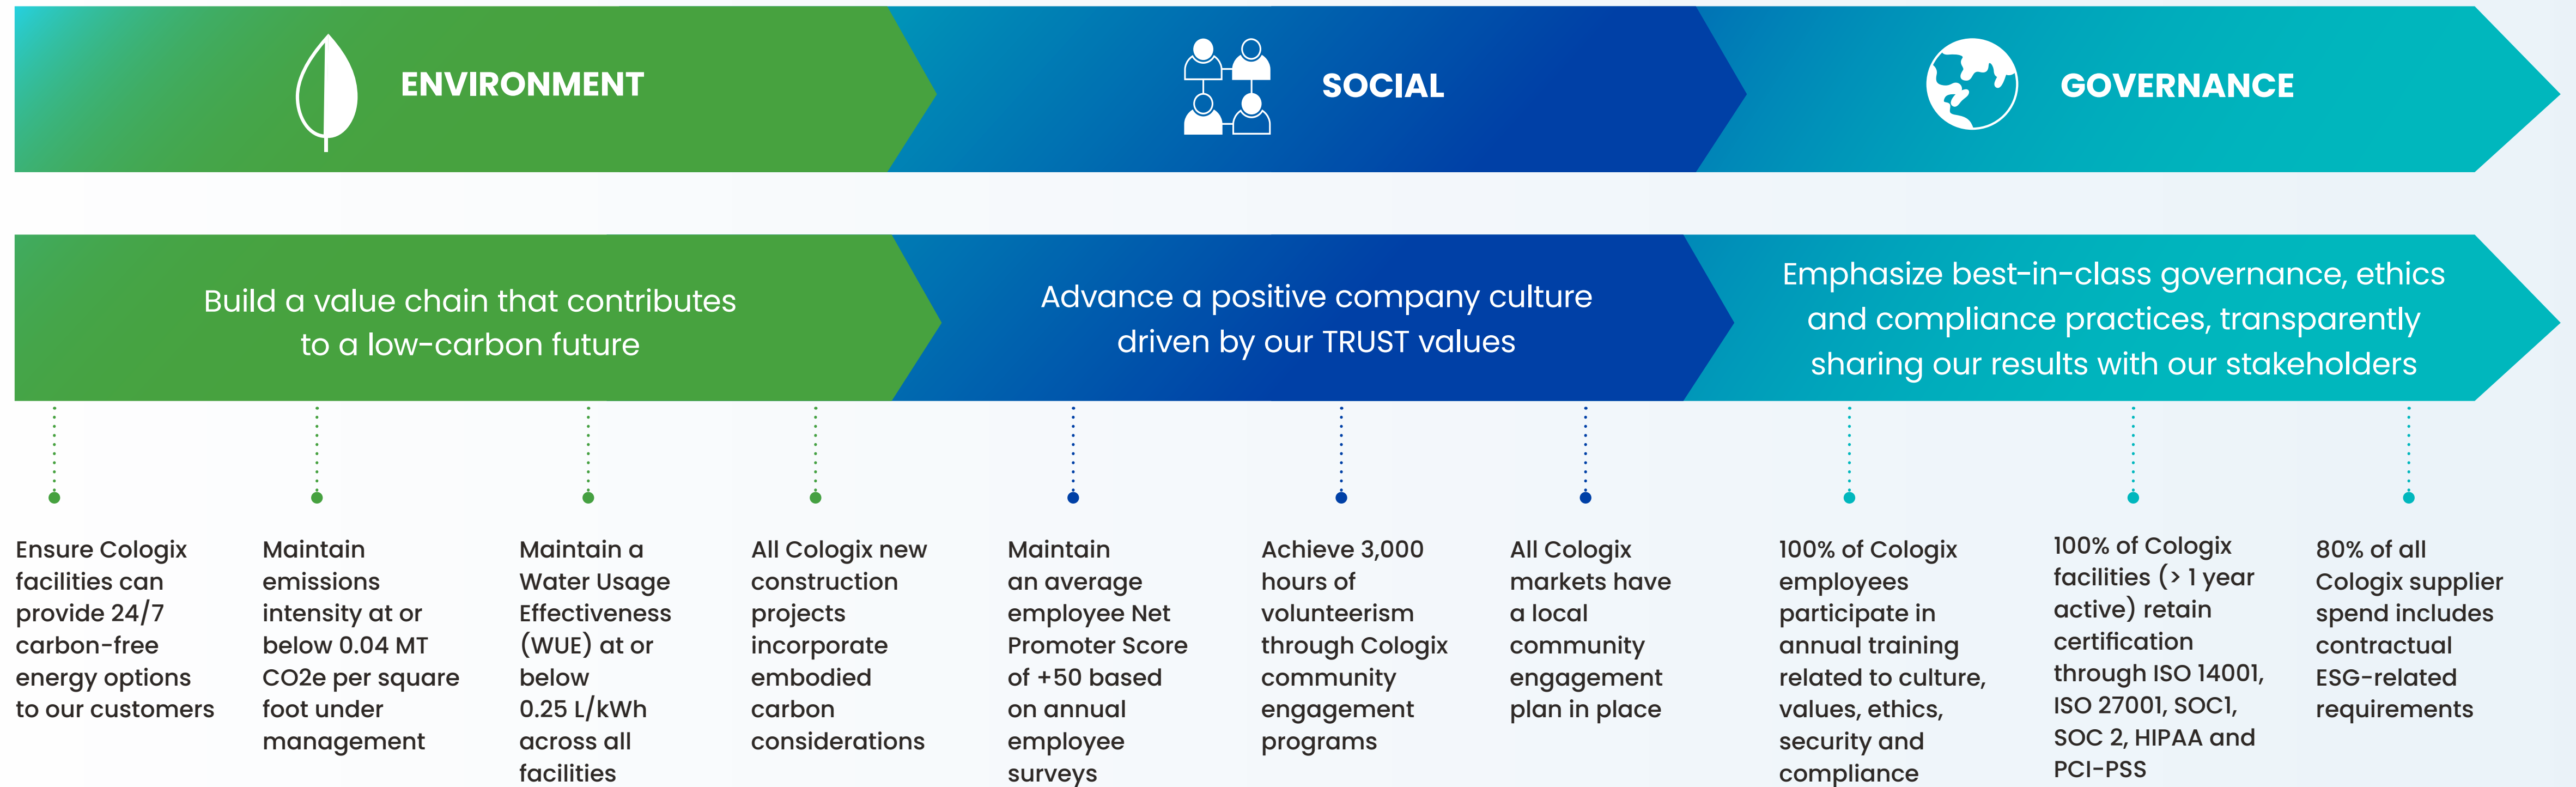 ENVIRONMENT
SOCIAL
GOVERNANCE
Build a value chain that contributes
to a low-carbon future
Advance a positive company culture
driven by our TRUST values
Emphasize best-in-class governance, ethics
and compliance practices, transparently
sharing our results with our stakeholders
Ensure Cologix
facilities can
provide 24/7
carbon-free
energy options
to our customers
Maintain
emissions
intensity at or
below 0.04 MT
CO2e per square
foot under
management
Maintain a
Water Usage
Effectiveness
(WUE) at or
below
0.25 L/kWh
across all
facilities
All Cologix new
construction
projects
incorporate
embodied
carbon
considerations
Maintain
an average
employee Net
Promoter Score
of +50 based
on annual
employee
surveys
Achieve 3,000
hours of
volunteerism
through Cologix
community
engagement
programs
All Cologix
markets have
a local
community
engagement
plan in place
100% of Cologix
employees
participate in
annual training
related to culture,
values, ethics,
security and
compliance
100% of Cologix
facilities (> 1 year
active) retain
certification
through ISO 14001,
ISO 27001, SOC1,
SOC 2, HIPAA and
PCI-PSS
80% of all
Cologix supplier
spend includes
contractual
ESG-related
requirements